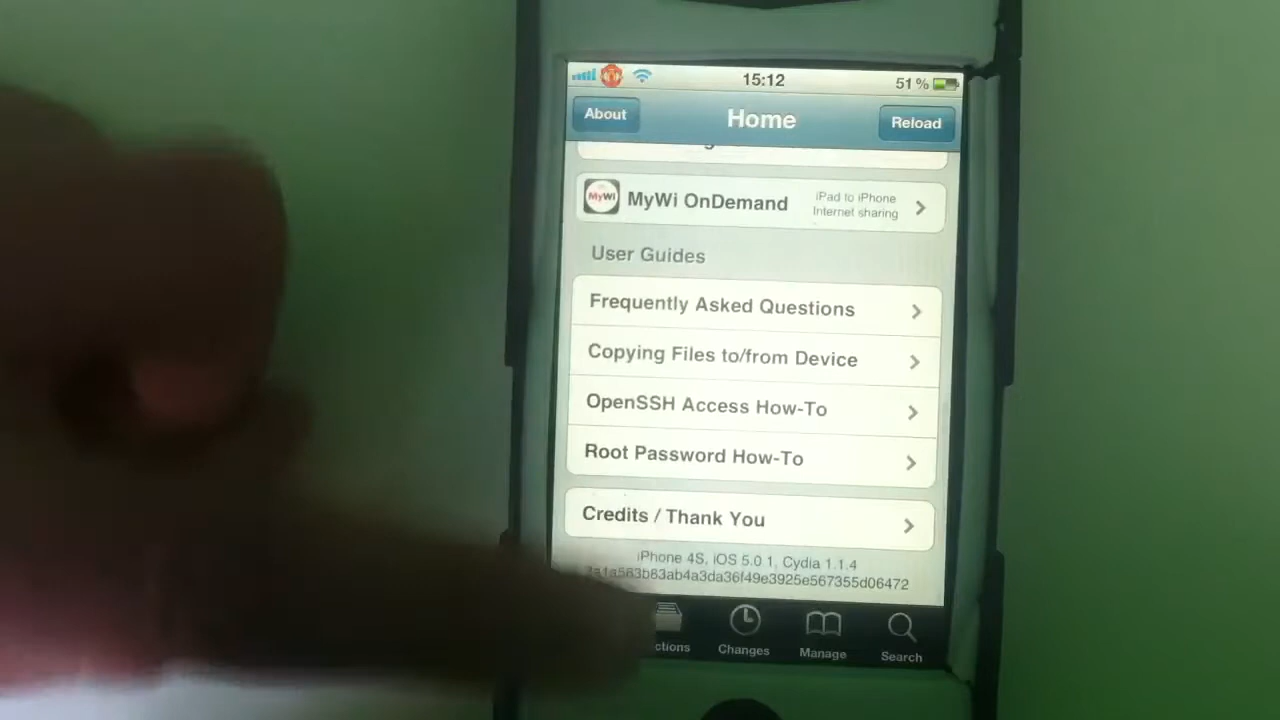 15:12
51 %
About
Home
Reload
MyWi
MyWi OnDemand
iPad to iPhone
Internet sharing
User Guides
Frequently Asked Questions
Copying Files to/from Device
OpenSSH Access How-To
Root Password How-To
Credits / Thank You
iPhone 4S, iOS 5.0.1, Cydia 1.1.4
ctions
Changes
Manage
Search